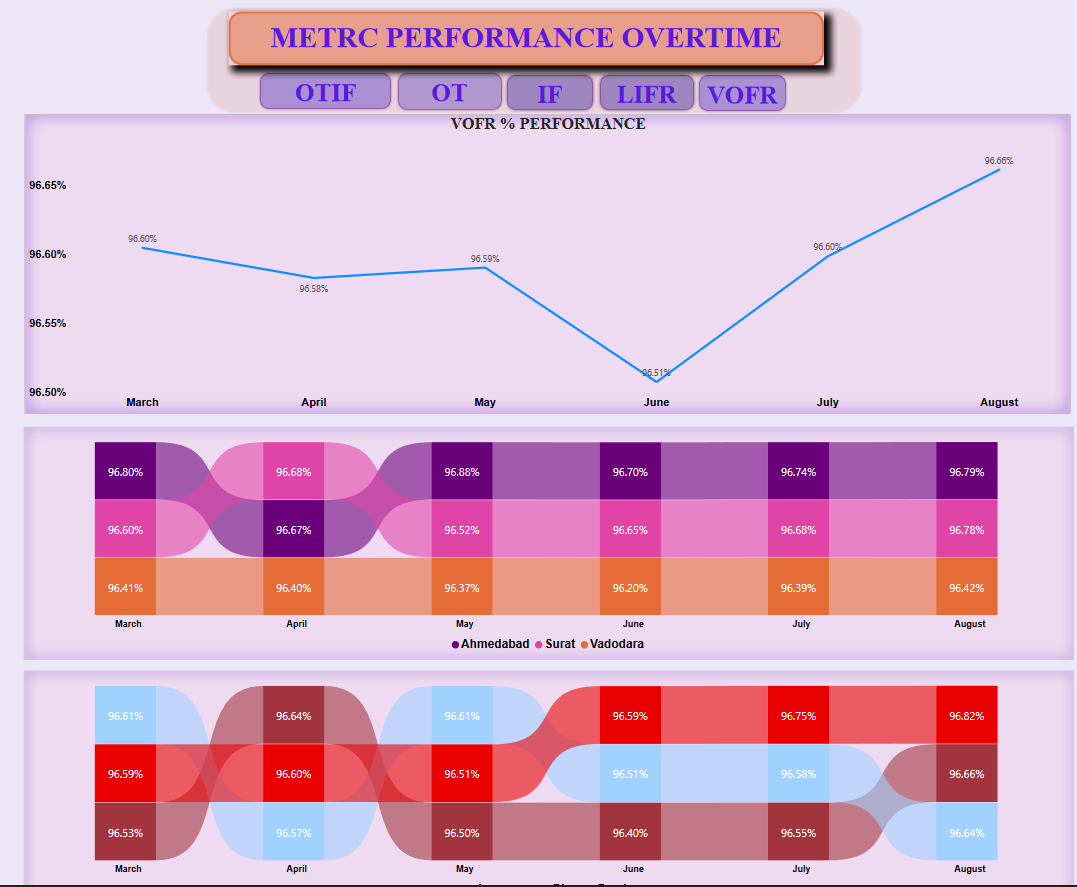 METRC PERFORMANCE OVERTIME
OTIF OT IF LIFR VOFR
VOFR % PERFORMANCE
96.66%
96.65%
96.60% 96.60% 96.60%
96.59%
96.58%
96.55%
96.51%
96.50%
March April May June July August
96.80% 96.68% 96.88% 96.70% 96.74% 96.79%
96.60% 96.67% 96.52% 96.65% 96.68% 96.78%
96.41% 96.40% 96.37% 96.20% 96.39% 96.42%
March April May June July August
Ahmedabad Surat Vadodara
96.61% 96.64% 96.61% 96.59% 96.75% 96.82%
96.59% 96.60% 96.51% 96.51% 96.58% 96.66%
96.53% 96.57% 96.50% 96.40% 96.55% 96.64%
March April May June July August